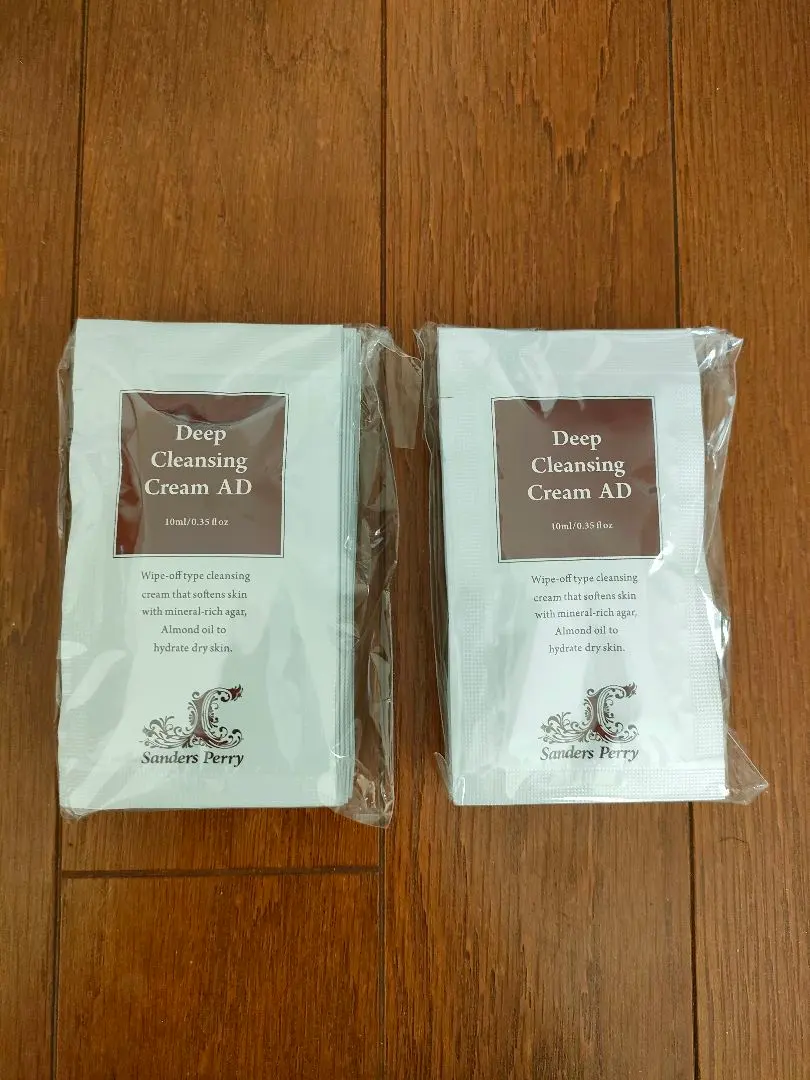 Deep
Cleansing
Cream AD
10ml/0.35 fl oz
Wipe-off type cleansing
cream that softens skin
with mineral-rich agar,
Almond oil to
hydrate dry skin.
Sanders Perry
Deep
Cleansing
Cream AD
10ml/0.35 fl oz
Wipe-off type cleansing
cream that softens skin
with mineral-rich agar,
Almond oil to
hydrate dry skin.
Sanders Perry